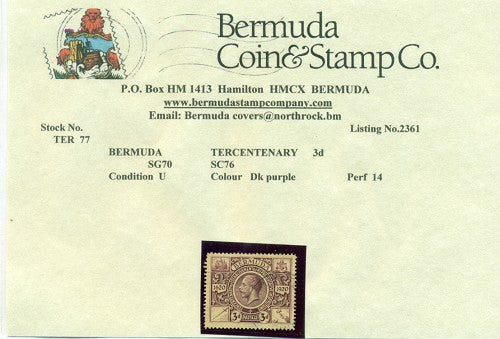 Bermuda
Coin&Stamp Co.
P.O. Box HM 1413 Hamilton HMCX BERMUDA
www.bermudastampcompany.com
Email: Bermuda covers@northrock.bm
Stock No. Listing No.2361
TER 77
BERMUDA TERCENTENARY 3d
SG70 SC76
Condition U Colour Dk purple Perf 14
BERMUDA
1620 1920
3d 3d